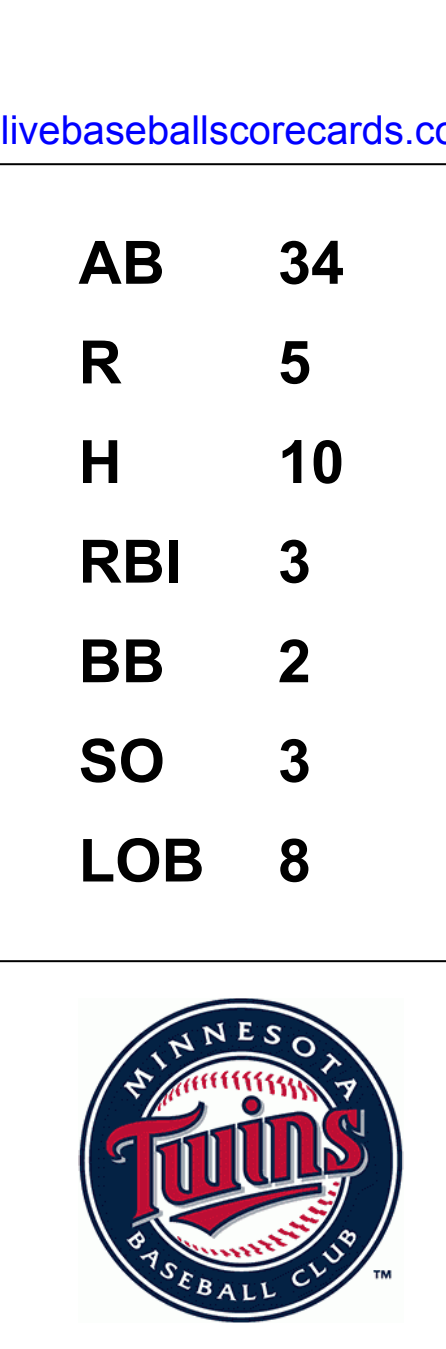 livebaseballscorecards.co
AB 34
R 5
H 10
RBI 3
BB 2
SO 3
LOB 8
MINNESOTA
Twins
BASEBALL CLUB
TM